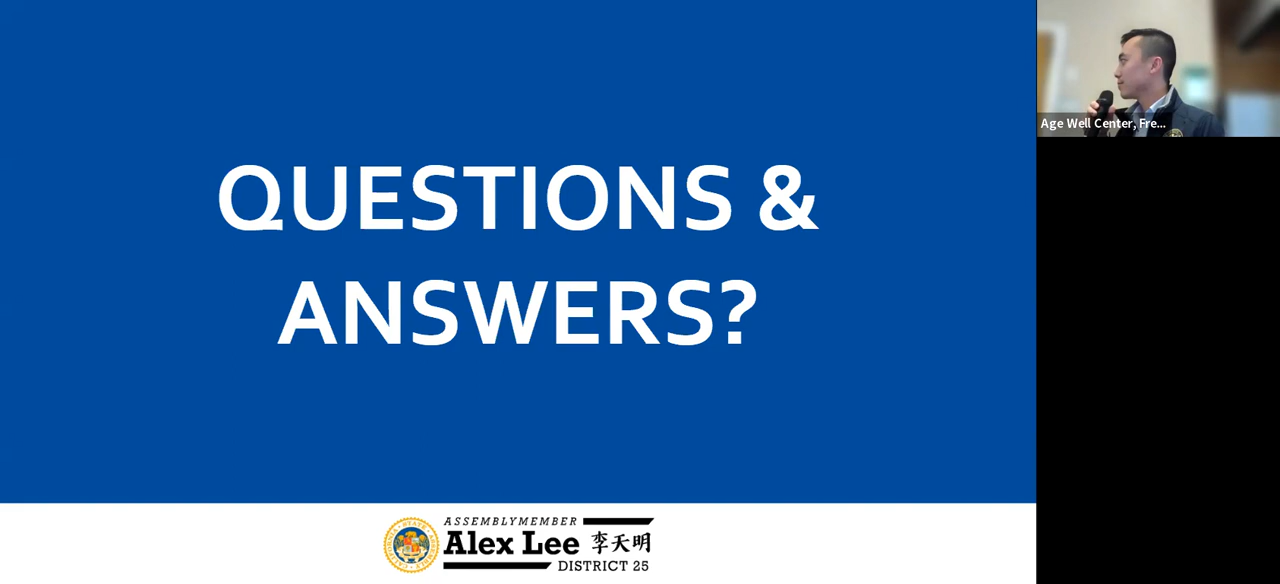 QUESTIONS &
ANSWERS?
Age Well Center, Fre...
ASSEMBLYMEMBER
Alex Lee 李天明
DISTRICT 25